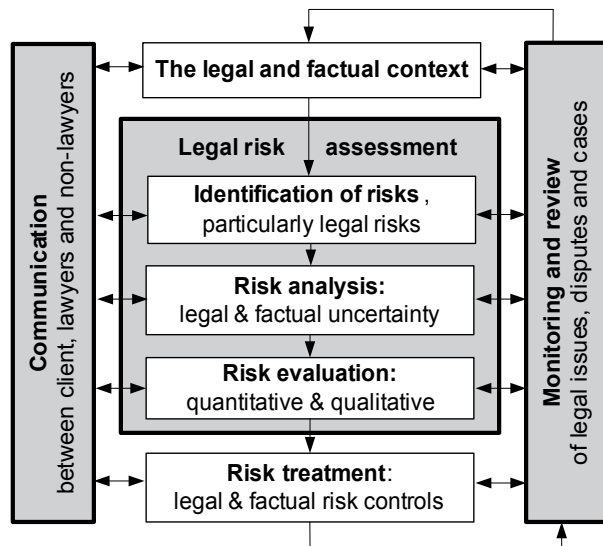 The legal and factual context
Legal risk assessment
Identification of risks ,
particularly legal risks
Risk analysis:
legal & factual uncertainty
Risk evaluation:
quantitative & qualitative
Risk treatment:
legal & factual risk controls
Communication
between client, lawyers and non-lawyers
Monitoring and review
of legal issues, disputes and cases